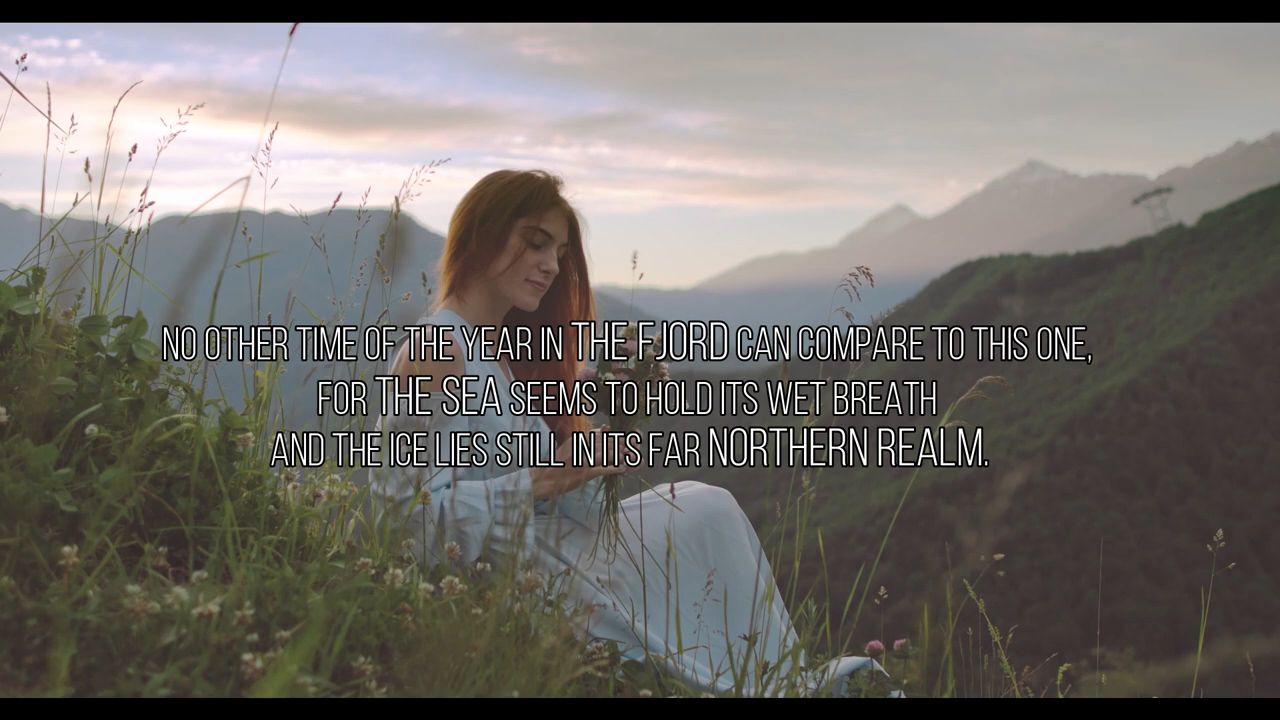 NO OTHER TIME OF THE YEAR IN THE FJORD CAN COMPARE TO THIS ONE,
FOR THE SEA SEEMS TO HOLD ITS WET BREATH
AND THE ICE LIES STILL IN ITS FAR NORTHERN REALM.